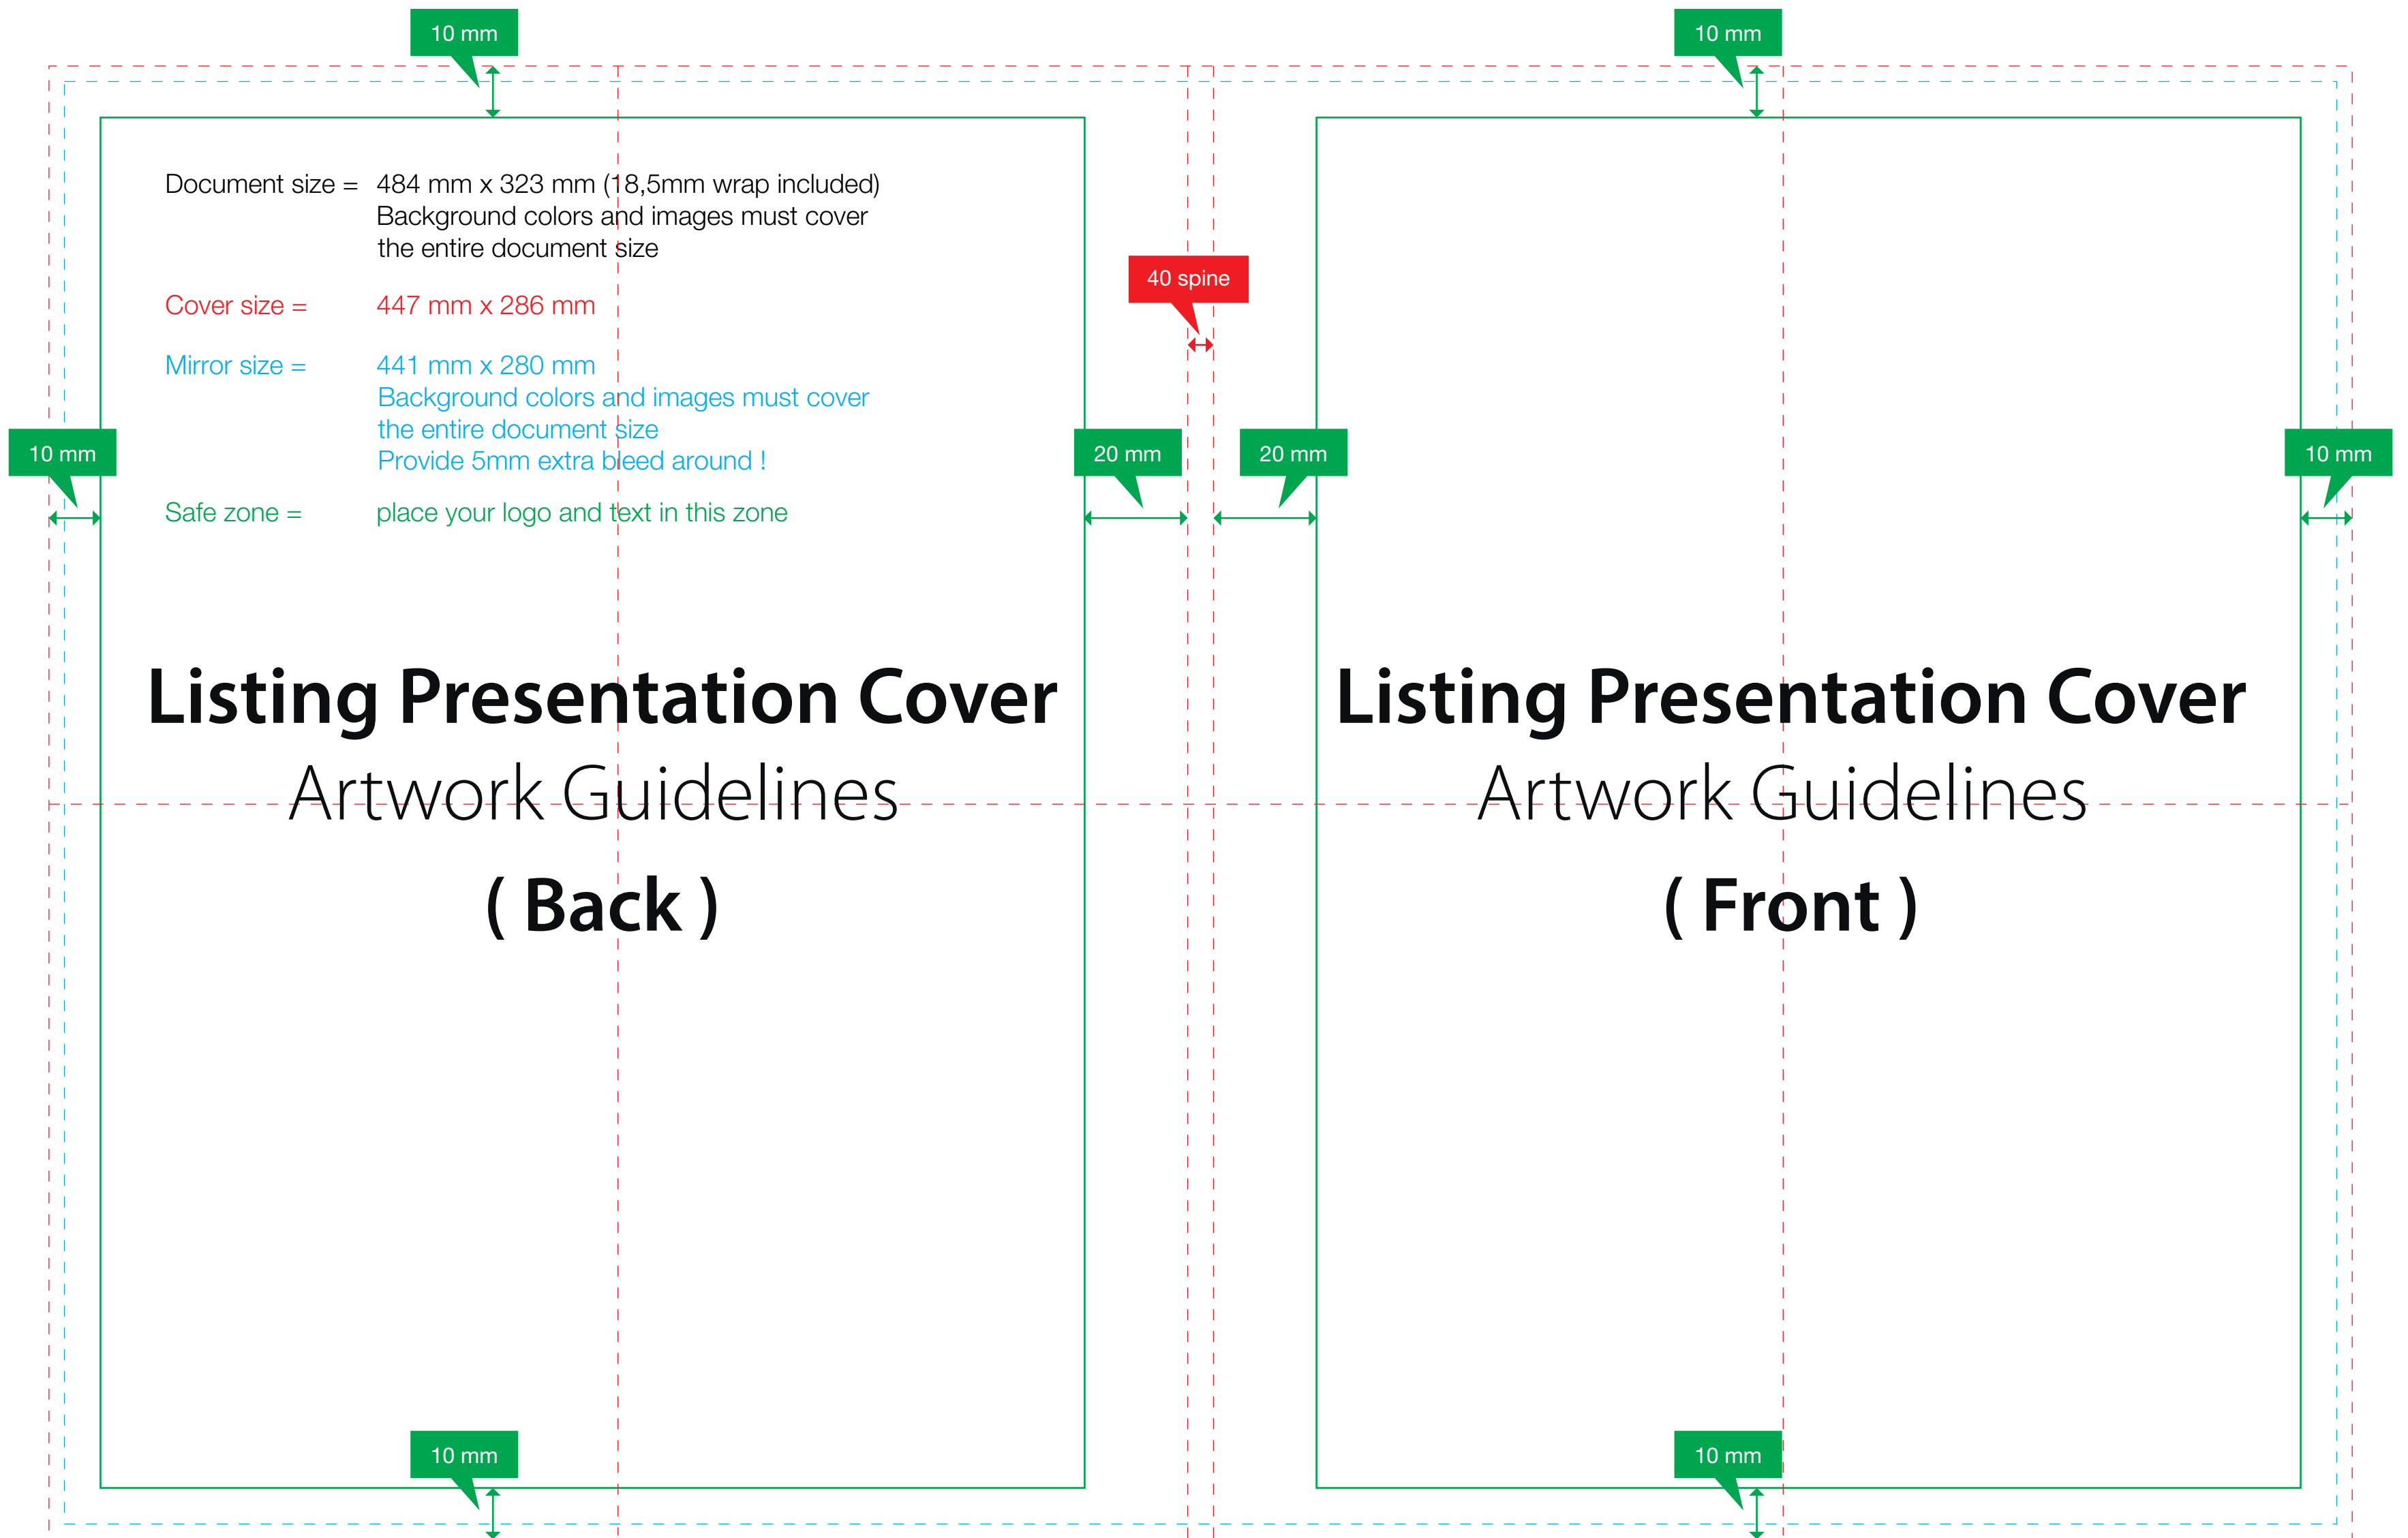 10 mm
10 mm
Document size = 484 mm x 323 mm (18,5mm wrap included)
Background colors and images must cover
the entire document size
40 spine
Cover size = 447 mm x 286 mm
Mirror size = 441 mm x 280 mm
Background colors and images must cover
the entire document size
Provide 5mm extra bleed around !
10 mm
20 mm
20 mm
10 mm
Safe zone = place your logo and text in this zone
Listing Presentation Cover
Artwork Guidelines
( Back )
Listing Presentation Cover
Artwork Guidelines
( Front )
10 mm
10 mm